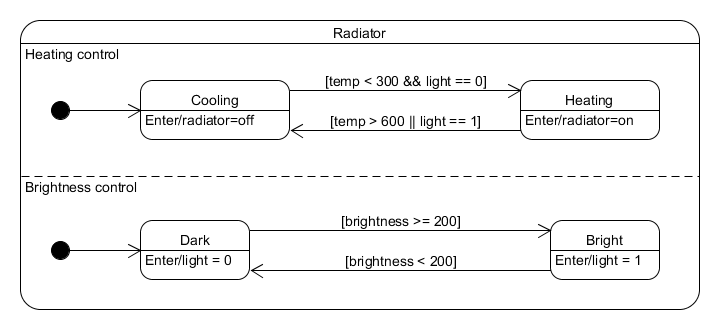 Radiator
Heating control
[temp < 300 && light == 0]
Cooling
Heating
Enter/radiator=off
Enter/radiator=on
[temp > 600 || light == 1]
Brightness control
[brightness >= 200]
Dark
Bright
Enter/light = 0
Enter/light = 1
[brightness < 200]